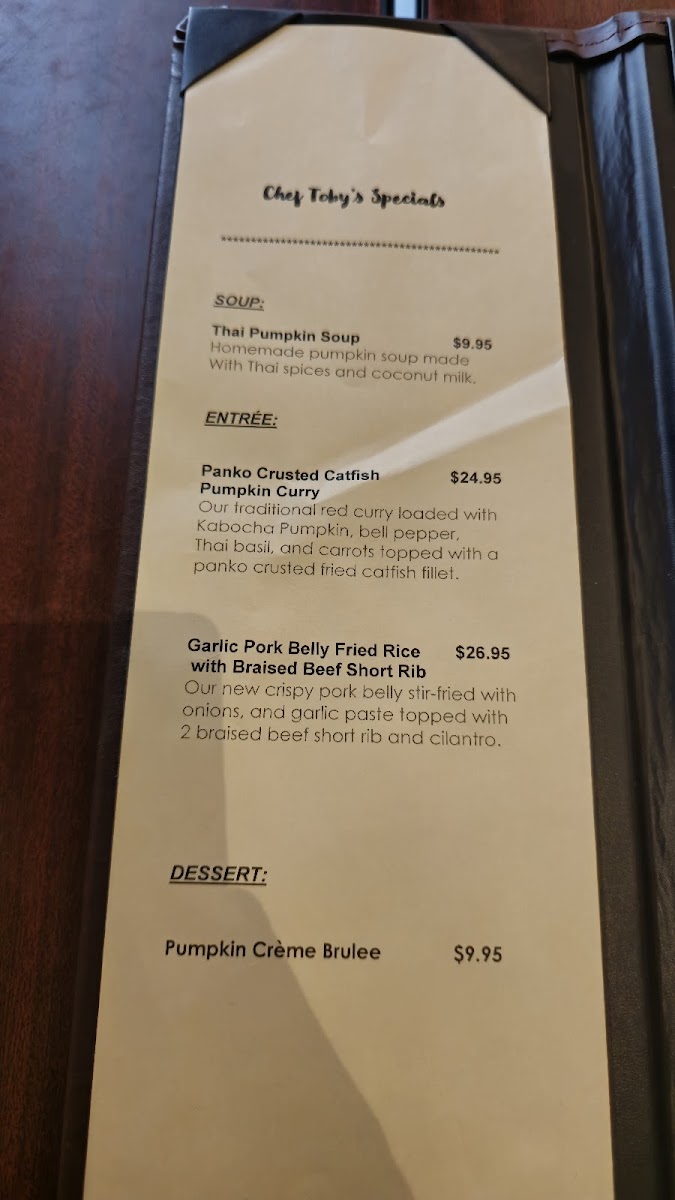 Chef Toby's Specials
***********************************************
SOUP:
Thai Pumpkin Soup $9.95
Homemade pumpkin soup made
With Thai spices and coconut milk.
ENTRÉE:
Panko Crusted Catfish $24.95
Pumpkin Curry
Our traditional red curry loaded with
Kabocha Pumpkin, bell pepper,
Thai basil, and carrots topped with a
panko crusted fried catfish fillet.
Garlic Pork Belly Fried Rice $26.95
with Braised Beef Short Rib
Our new crispy pork belly stir-fried with
onions, and garlic paste topped with
2 braised beef short rib and cilantro.
DESSERT:
Pumpkin Crème Brulee $9.95